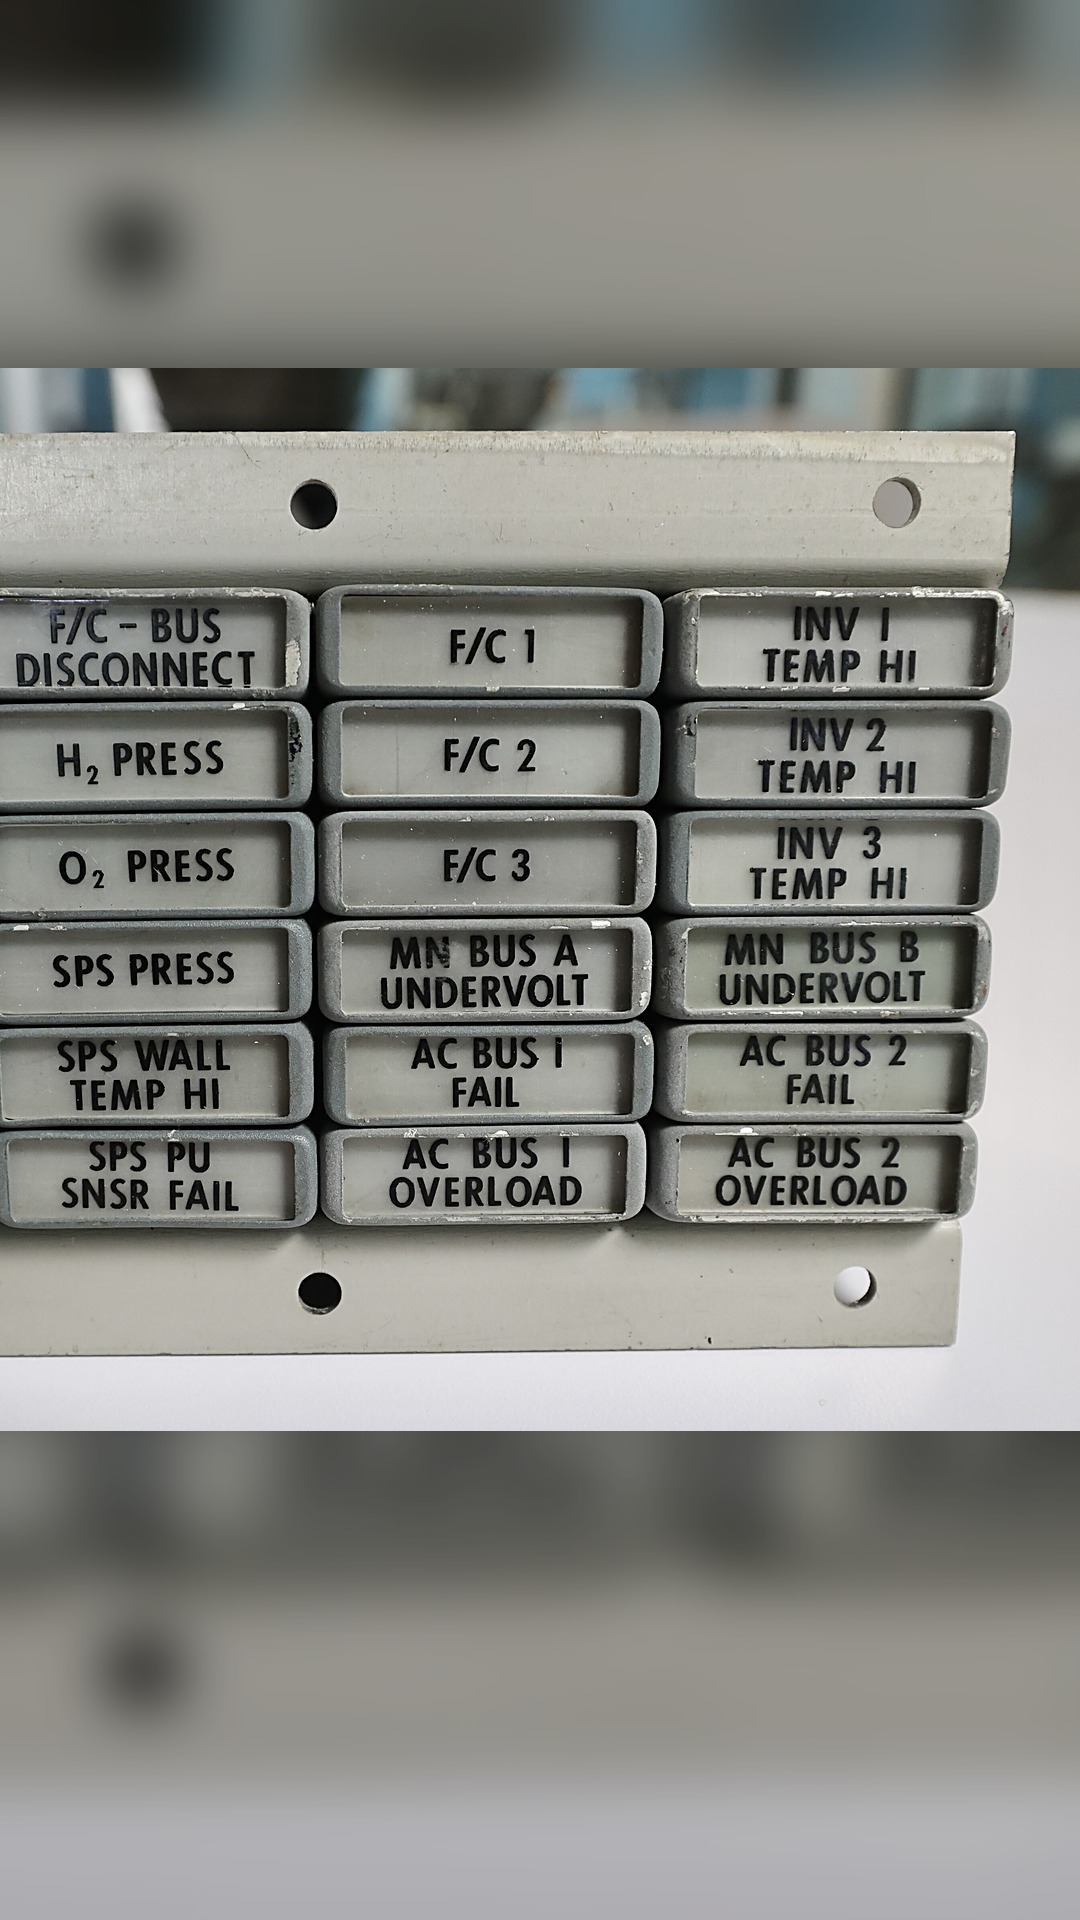 F/C - BUS
DISCONNECT
F/C 1
INV 1
TEMP HI
H₂ PRESS
F/C 2
INV 2
TEMP HI
O₂ PRESS
F/C 3
INV 3
TEMP HI
SPS PRESS
MN BUS A
UNDERVOLT
MN BUS B
UNDERVOLT
SPS WALL
TEMP HI
AC BUS 1
FAIL
AC BUS 2
FAIL
SPS PU
SNSR FAIL
AC BUS 1
OVERLOAD
AC BUS 2
OVERLOAD